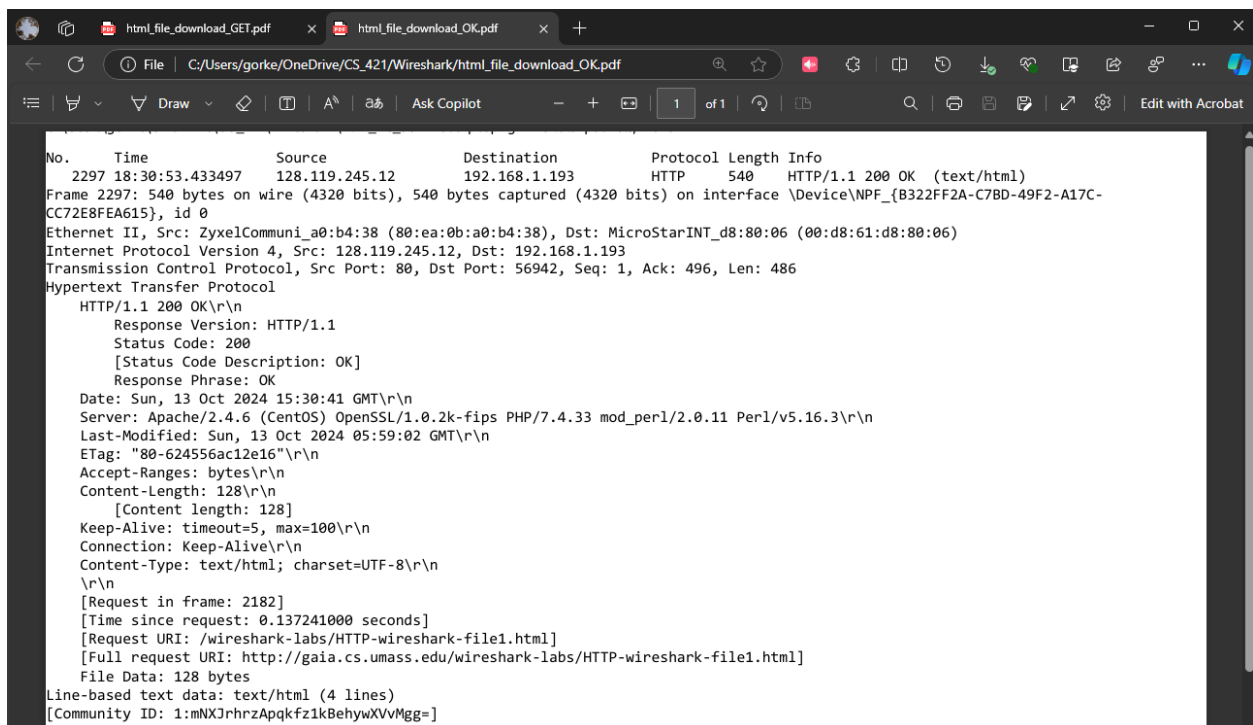 html_file_download_GET.pdf
html_file_download_OK.pdf
File C:/Users/gorke/OneDrive/CS_421/Wireshark/html_file_download_OK.pdf
Draw
Ask Copilot
1 of 1
Edit with Acrobat
No. Time Source Destination Protocol Length Info
2297 18:30:53.433497 128.119.245.12 192.168.1.193 HTTP 540 HTTP/1.1 200 OK (text/html)
Frame 2297: 540 bytes on wire (4320 bits), 540 bytes captured (4320 bits) on interface \Device\NPF_{B322FF2A-C7BD-49F2-A17C-
CC72E8FEA615}, id 0
Ethernet II, Src: ZyxelCommuni_a0:b4:38 (80:ea:0b:a0:b4:38), Dst: MicroStarINT_d8:80:06 (00:d8:61:d8:80:06)
Internet Protocol Version 4, Src: 128.119.245.12, Dst: 192.168.1.193
Transmission Control Protocol, Src Port: 80, Dst Port: 56942, Seq: 1, Ack: 496, Len: 486
Hypertext Transfer Protocol
HTTP/1.1 200 OK\r\n
Response Version: HTTP/1.1
Status Code: 200
[Status Code Description: OK]
Response Phrase: OK
Date: Sun, 13 Oct 2024 15:30:41 GMT\r\n
Server: Apache/2.4.6 (CentOS) OpenSSL/1.0.2k-fips PHP/7.4.33 mod_perl/2.0.11 Perl/v5.16.3\r\n
Last-Modified: Sun, 13 Oct 2024 05:59:02 GMT\r\n
ETag: "80-624556ac12e16"\r\n
Accept-Ranges: bytes\r\n
Content-Length: 128\r\n
[Content length: 128]
Keep-Alive: timeout=5, max=100\r\n
Connection: Keep-Alive\r\n
Content-Type: text/html; charset=UTF-8\r\n
\r\n
[Request in frame: 2182]
[Time since request: 0.137241000 seconds]
[Request URI: /wireshark-labs/HTTP-wireshark-file1.html]
[Full request URI: http://gaia.cs.umass.edu/wireshark-labs/HTTP-wireshark-file1.html]
File Data: 128 bytes
Line-based text data: text/html (4 lines)
[Community ID: 1:mNXJrhrzApqkfz1kBehywXVvMgg=]